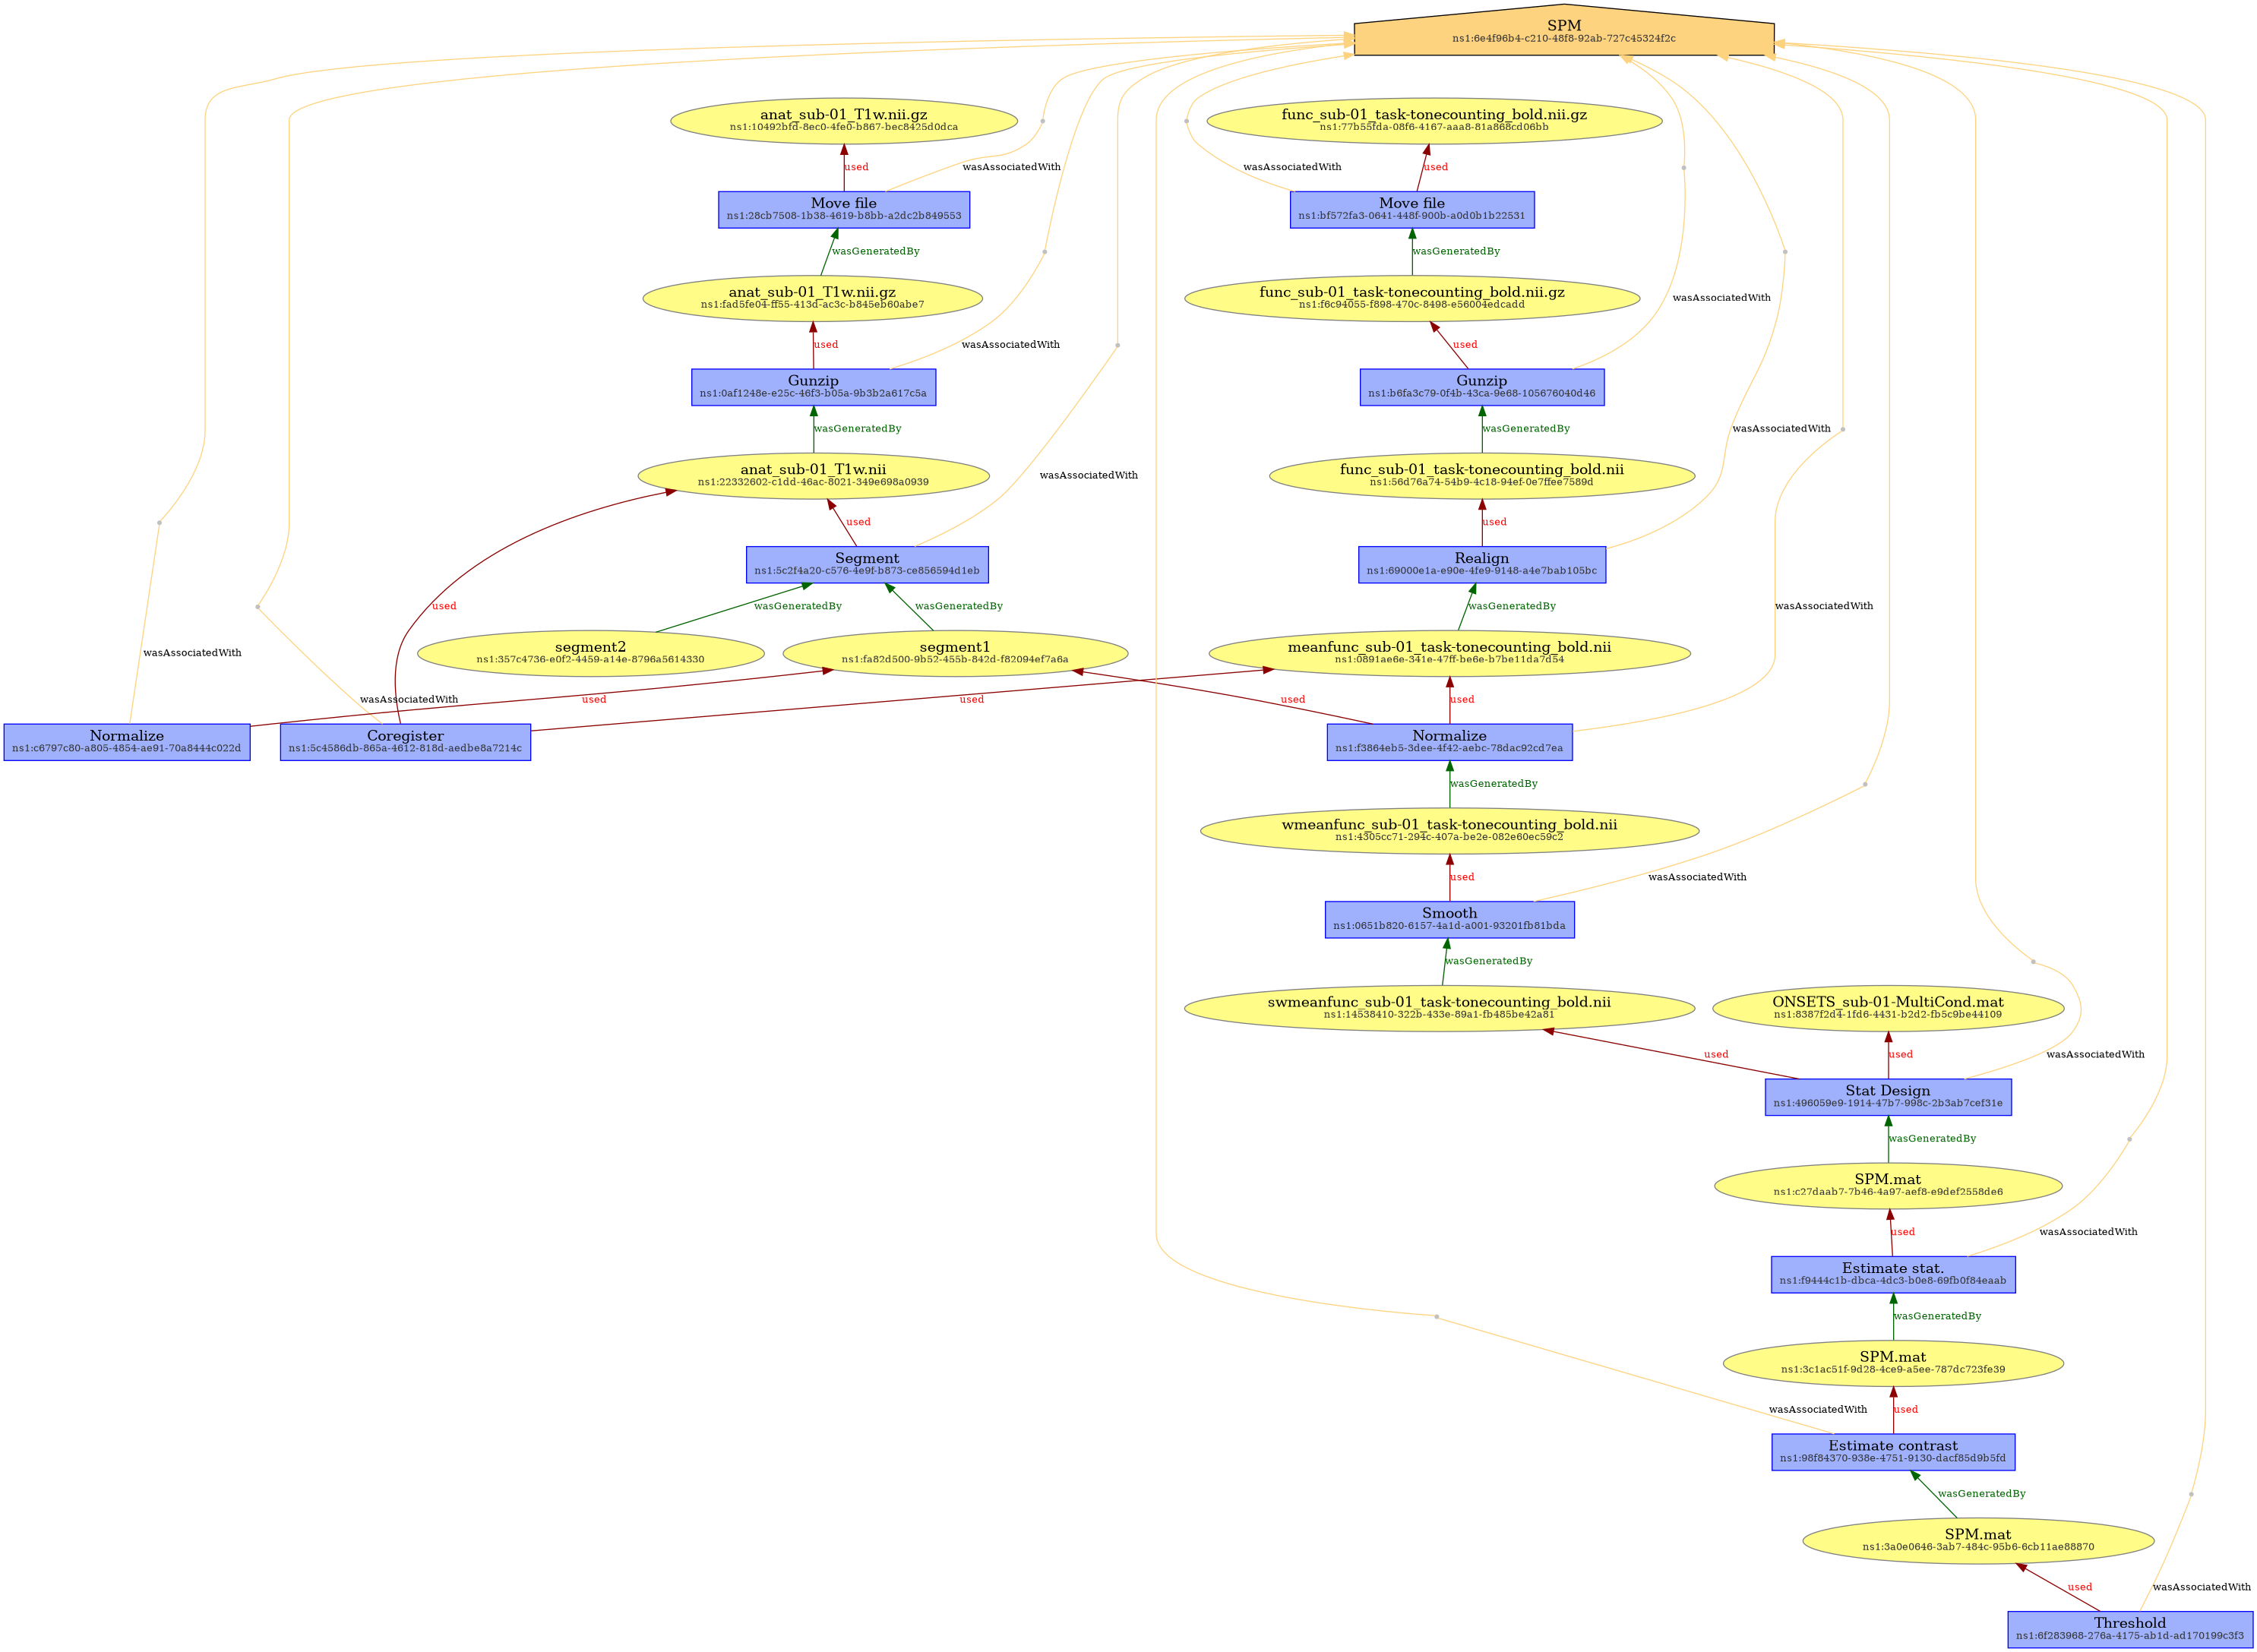 SPM
ns1:6e4f96b4-c210-48f8-92ab-727c45324f2c
anat_sub-01_T1w.nii.gz
ns1:10492bfd-8ec0-4fe0-b867-bec8425d0dca
func_sub-01_task-tonecounting_bold.nii.gz
ns1:77b55fda-08f6-4167-aaa8-81a868cd06bb
used
wasAssociatedWith
wasAssociatedWith
used
Move file
ns1:28cb7508-1b38-4619-b8bb-a2dc2b849553
Move file
ns1:bf572fa3-0641-448f-900b-a0d0b1b22531
wasGeneratedBy
wasGeneratedBy
anat_sub-01_T1w.nii.gz
ns1:fad5fe04-ff55-413d-ac3c-b845eb60abe7
func_sub-01_task-tonecounting_bold.nii.gz
ns1:f6c94055-f898-470c-8498-e56004edcadd
wasAssociatedWith
used
wasAssociatedWith
used
Gunzip
ns1:0af1248e-e25c-46f3-b05a-9b3b2a617c5a
Gunzip
ns1:b6fa3c79-0f4b-43ca-9e68-105676040d46
wasGeneratedBy
wasGeneratedBy
wasAssociatedWith
anat_sub-01_T1w.nii
ns1:22332602-c1dd-46ac-8021-349e698a0939
wasAssociatedWith
func_sub-01_task-tonecounting_bold.nii
ns1:56d76a74-54b9-4c18-94ef-0e7ffee7589d
used
used
Segment
ns1:5c2f4a20-c576-4e9f-b873-ce856594d1eb
Realign
ns1:69000e1a-e90e-4fe9-9148-a4e7bab105bc
used
wasGeneratedBy
wasGeneratedBy
wasGeneratedBy
wasAssociatedWith
segment2
ns1:357c4736-e0f2-4459-a14e-8796a5614330
segment1
ns1:fa82d500-9b52-455b-842d-f82094ef7a6a
meanfunc_sub-01_task-tonecounting_bold.nii
ns1:0891ae6e-341e-47ff-be6e-b7be11da7d54
wasAssociatedWith
wasAssociatedWith
used
used
used
used
Normalize
ns1:c6797c80-a805-4854-ae91-70a8444c022d
Coregister
ns1:5c4586db-865a-4612-818d-aedbe8a7214c
Normalize
ns1:f3864eb5-3dee-4f42-aebc-78dac92cd7ea
wasGeneratedBy
wmeanfunc_sub-01_task-tonecounting_bold.nii
ns1:4305cc71-294c-407a-be2e-082e60ec59c2
used
wasAssociatedWith
Smooth
ns1:0651b820-6157-4a1d-a001-93201fb81bda
wasGeneratedBy
swmeanfunc_sub-01_task-tonecounting_bold.nii
ns1:14538410-322b-433e-89a1-fb485be42a81
ONSETS_sub-01-MultiCond.mat
ns1:8387f2d4-1fd6-4431-b2d2-fb5c9be44109
used
used
wasAssociatedWith
Stat Design
ns1:496059e9-1914-47b7-998c-2b3ab7cef31e
wasGeneratedBy
SPM.mat
ns1:c27daab7-7b46-4a97-aef8-e9def2558de6
used
wasAssociatedWith
Estimate stat.
ns1:f9444c1b-dbca-4dc3-b0e8-69fb0f84eaab
wasGeneratedBy
SPM.mat
ns1:3c1ac51f-9d28-4ce9-a5ee-787dc723fe39
wasAssociatedWith
used
Estimate contrast
ns1:98f84370-938e-4751-9130-dacf85d9b5fd
wasGeneratedBy
SPM.mat
ns1:3a0e0646-3ab7-484c-95b6-6cb11ae88870
used
wasAssociatedWith
Threshold
ns1:6f283968-276a-4175-ab1d-ad170199c3f3